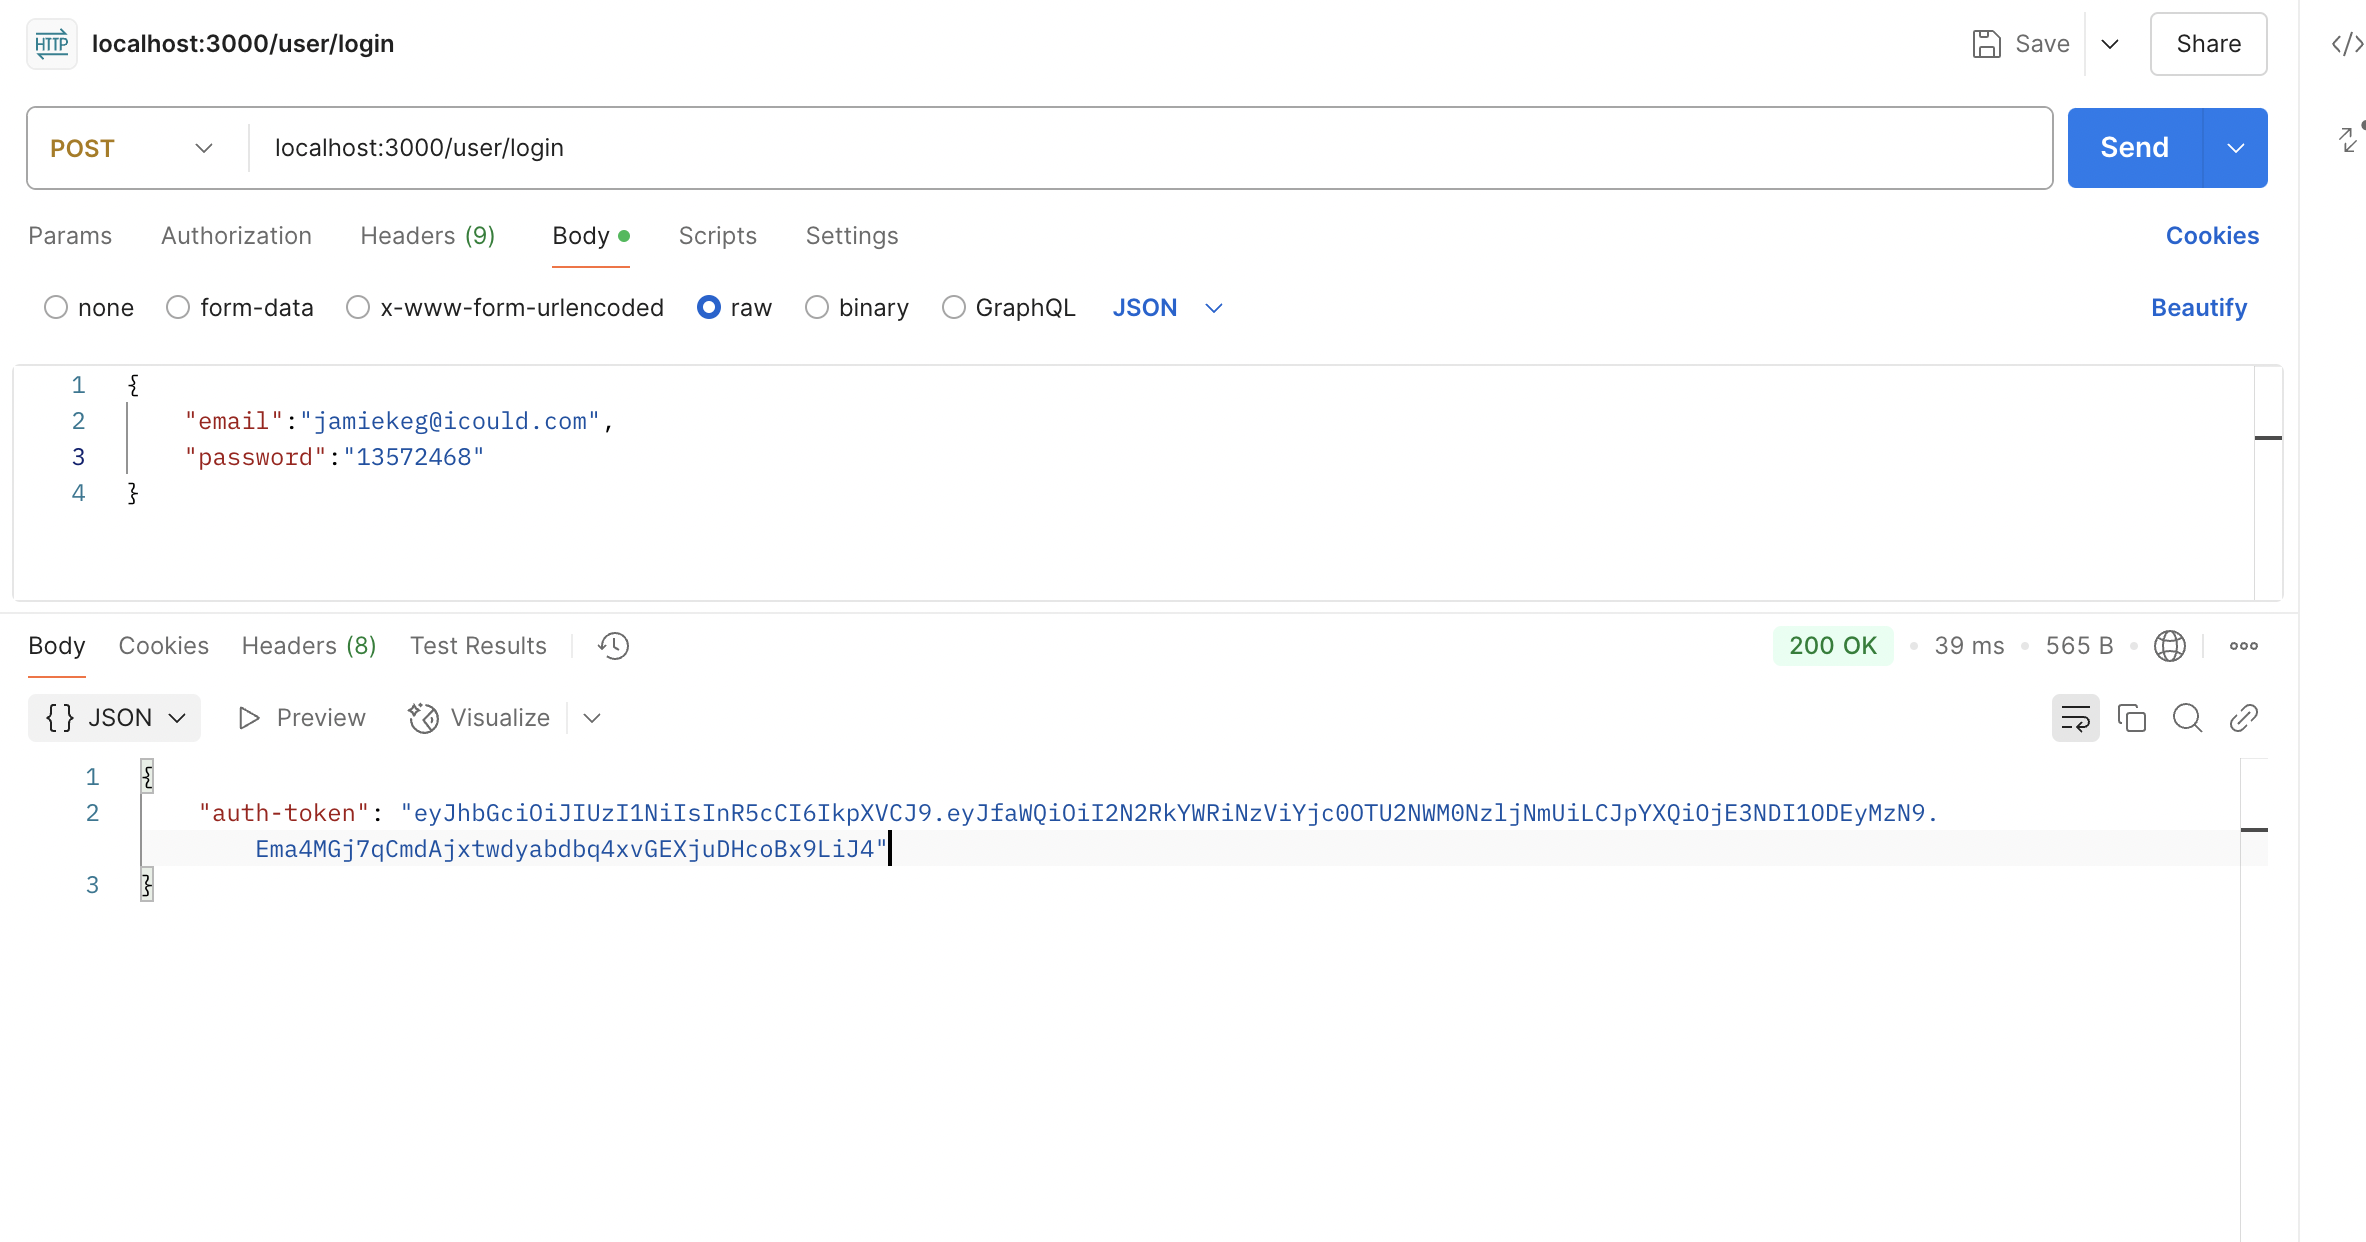 HTTP localhost:3000/user/login Save Share
POST localhost:3000/user/login Send
Params Authorization Headers (9) Body Scripts Settings Cookies
none form-data x-www-form-urlencoded raw binary GraphQL JSON Beautify
1 {
2 "email":"jamiekeg@icould.com",
3 "password":"13572468"
4 }
Body Cookies Headers (8) Test Results 200 OK • 39 ms • 565 B •
{} JSON Preview Visualize
1 {
2 "auth-token": "eyJhbGciOiJIUzI1NiIsInR5cCI6IkpXVCJ9.eyJfaWQiOiI2N2RkYWRiNzViYjc0OTU2NWM0NzljNmUiLCJpYXQiOjE3NDI1ODEyMzN9.
Ema4MGj7qCmdAjxtwdyabdbq4xvGEXjuDHcoBx9LiJ4"
3 }